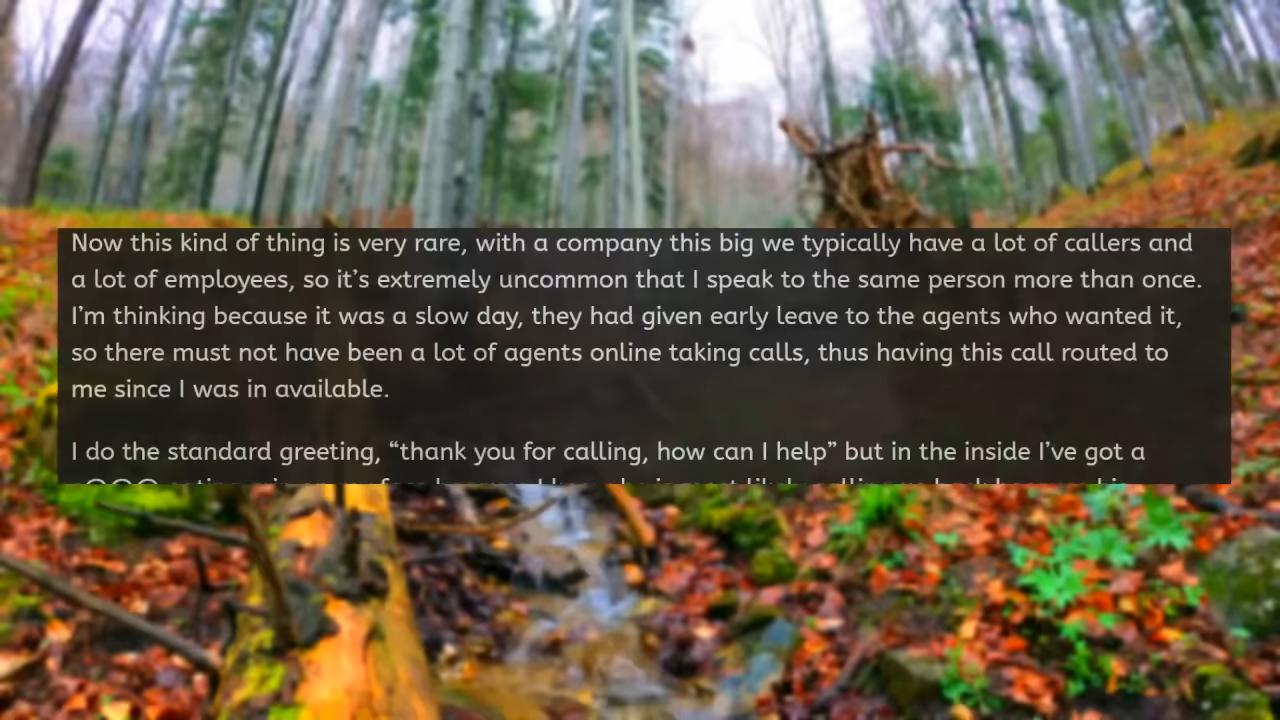 Now this kind of thing is very rare, with a company this big we typically have a lot of callers and
a lot of employees, so it’s extremely uncommon that I speak to the same person more than once.
I’m thinking because it was a slow day, they had given early leave to the agents who wanted it,
so there must not have been a lot of agents online taking calls, thus having this call routed to
me since I was in available.
I do the standard greeting, “thank you for calling, how can I help” but in the inside I’ve got a